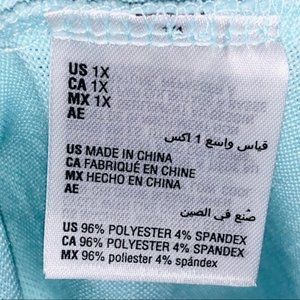 US 1X
CA 1X
MX 1X
AE
قياس واسع 1 اكس
US MADE IN CHINA
CA FABRIQUÉ EN CHINE
MX HECHO EN CHINA
AE
صنع في الصين
US 96% POLYESTER 4% SPANDEX
CA 96% POLYESTER 4% SPANDEX
MX 96% poliester 4% spándex